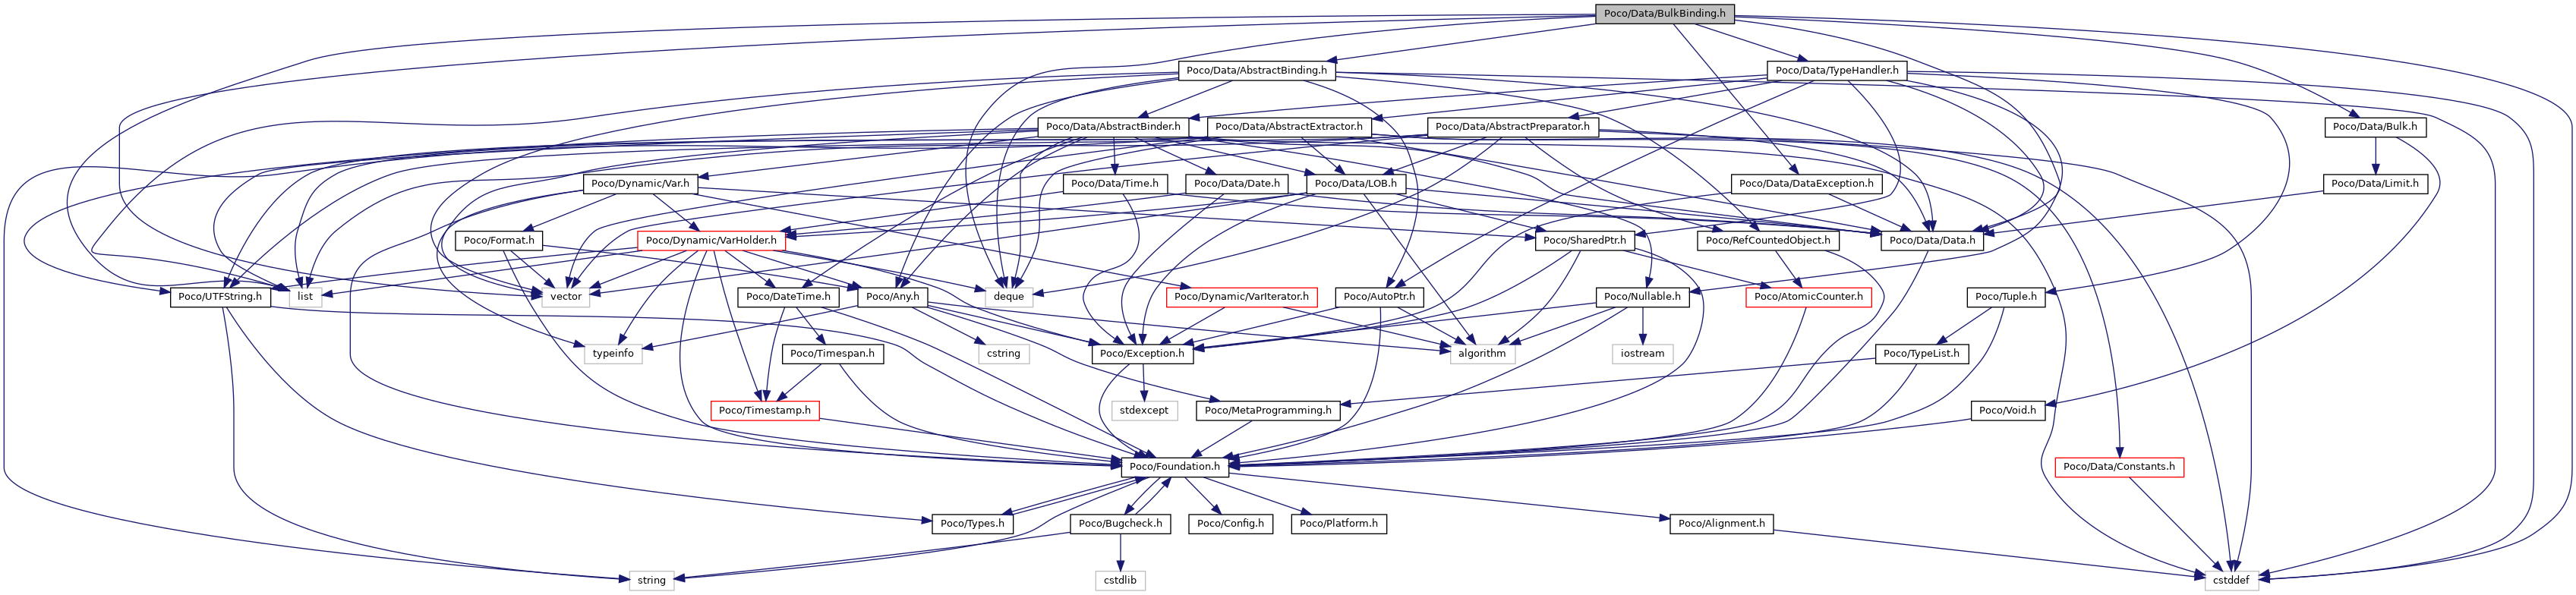 Poco/Data/BulkBinding.h
Poco/Data/AbstractBinding.h
Poco/Data/TypeHandler.h
Poco/Data/AbstractBinder.h
Poco/Data/AbstractExtractor.h
Poco/Data/AbstractPreparator.h
Poco/Data/Bulk.h
Poco/Dynamic/Var.h
Poco/Data/Time.h
Poco/Data/Date.h
Poco/Data/LOB.h
Poco/Data/DataException.h
Poco/Data/Limit.h
Poco/Format.h
Poco/Dynamic/VarHolder.h
Poco/SharedPtr.h
Poco/RefCountedObject.h
Poco/Data/Data.h
Poco/UTFString.h
list
vector
Poco/DateTime.h
Poco/Any.h
deque
Poco/Dynamic/VarIterator.h
Poco/AutoPtr.h
Poco/Nullable.h
Poco/AtomicCounter.h
Poco/Tuple.h
typeinfo
Poco/Timespan.h
cstring
Poco/Exception.h
algorithm
iostream
Poco/TypeList.h
Poco/Timestamp.h
stdexcept
Poco/MetaProgramming.h
Poco/Void.h
Poco/Foundation.h
Poco/Data/Constants.h
Poco/Types.h
Poco/Bugcheck.h
Poco/Config.h
Poco/Platform.h
Poco/Alignment.h
string
cstdlib
cstddef